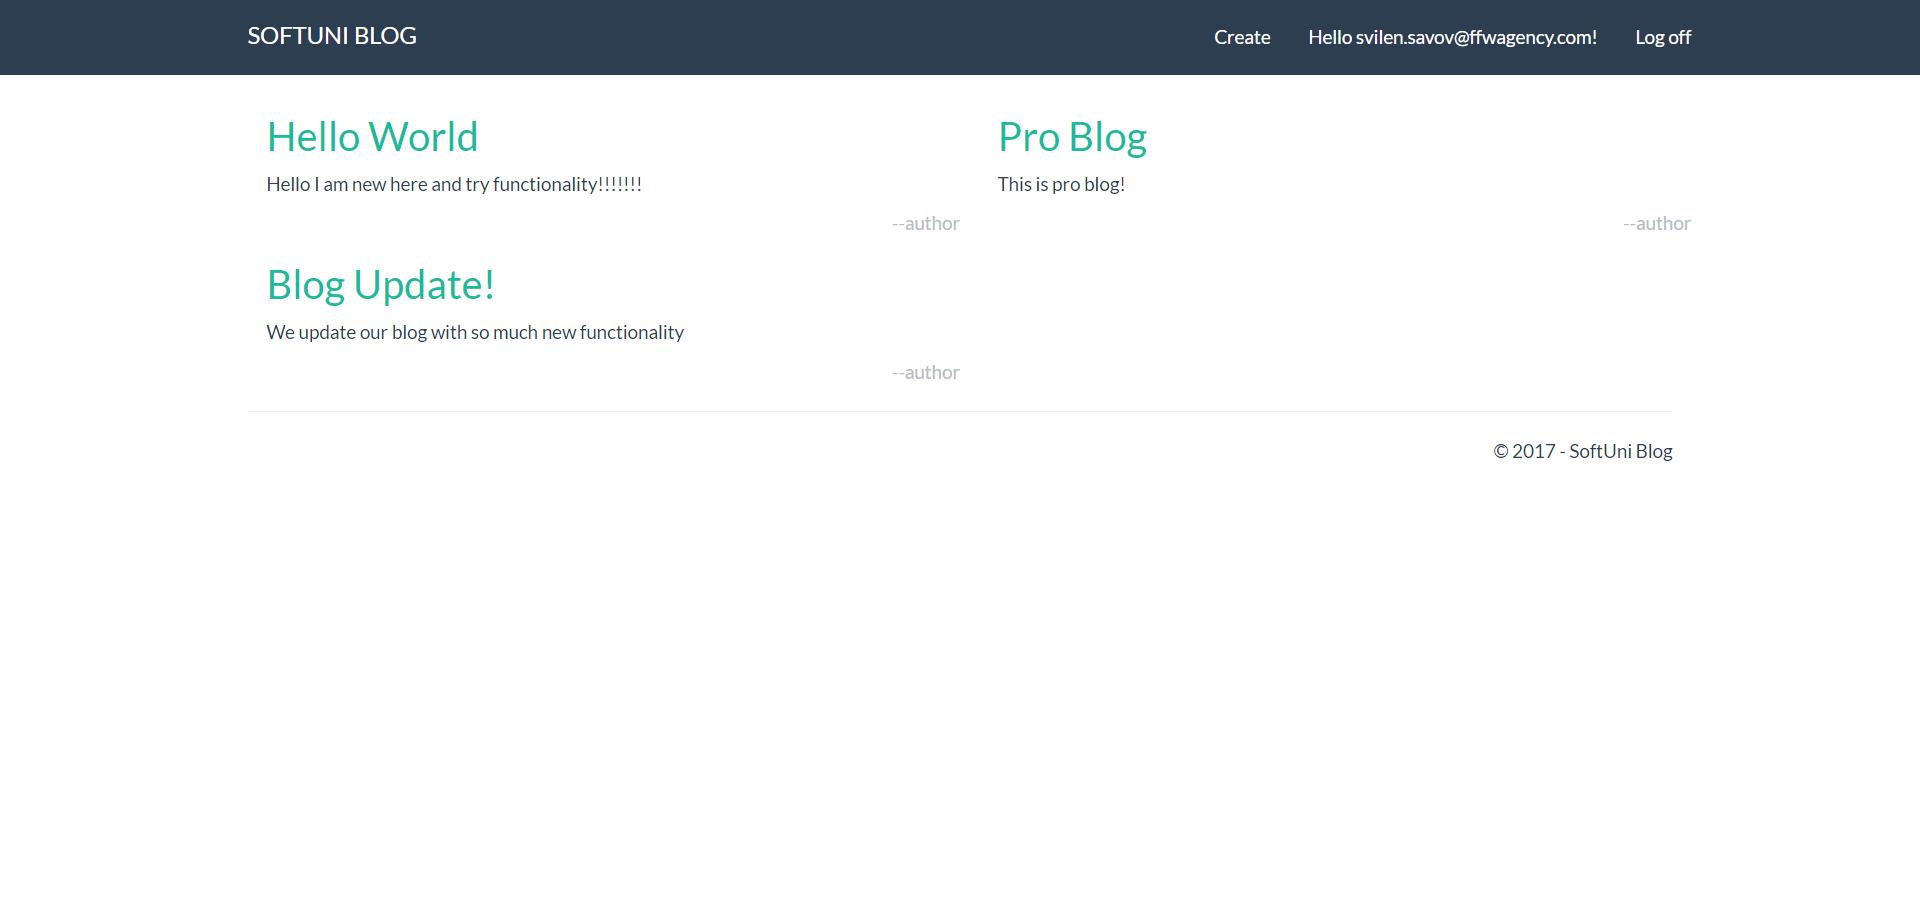 SOFTUNI BLOG
Create
Hello svilen.savov@ffwagency.com!
Log off
Hello World
Hello I am new here and try functionality!!!!!!!
--author
Pro Blog
This is pro blog!
--author
Blog Update!
We update our blog with so much new functionality
--author
© 2017 - SoftUni Blog